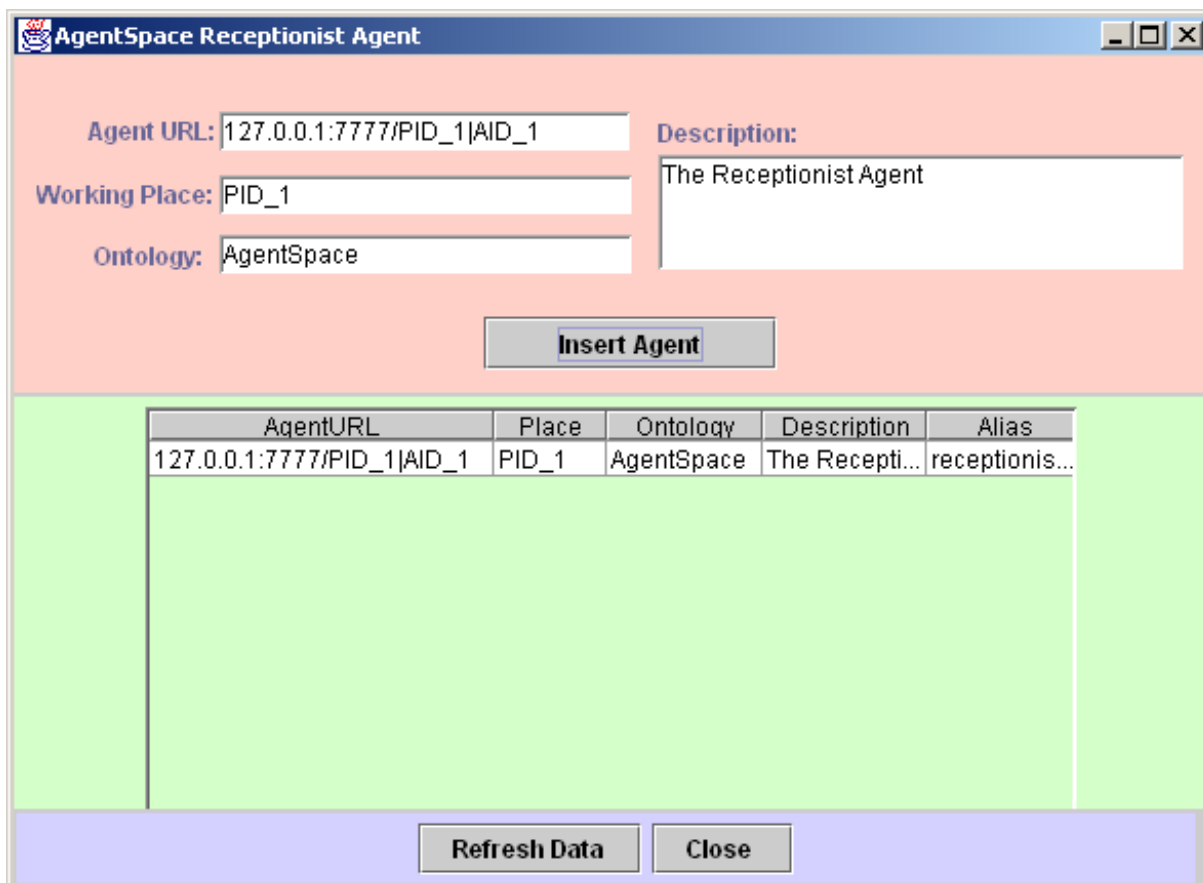 AgentSpace Receptionist Agent
Agent URL: 127.0.0.1:7777/PID_1|AID_1
Working Place: PID_1
Ontology: AgentSpace
Description:
The Receptionist Agent
Insert Agent
AgentURL Place Ontology Description Alias
127.0.0.1:7777/PID_1|AID_1 PID_1 AgentSpace The Recepti... receptionis...
Refresh Data Close